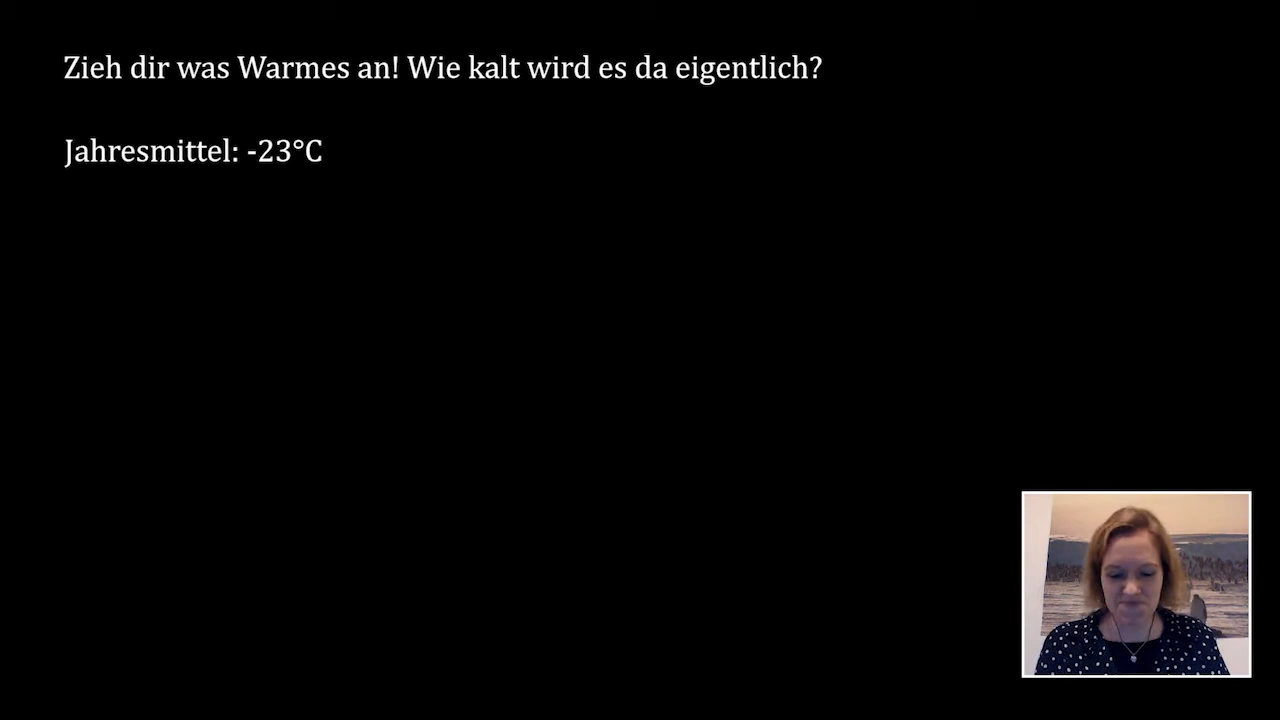 Zieh dir was Warmes an! Wie kalt wird es da eigentlich?
Jahresmittel: -23°C